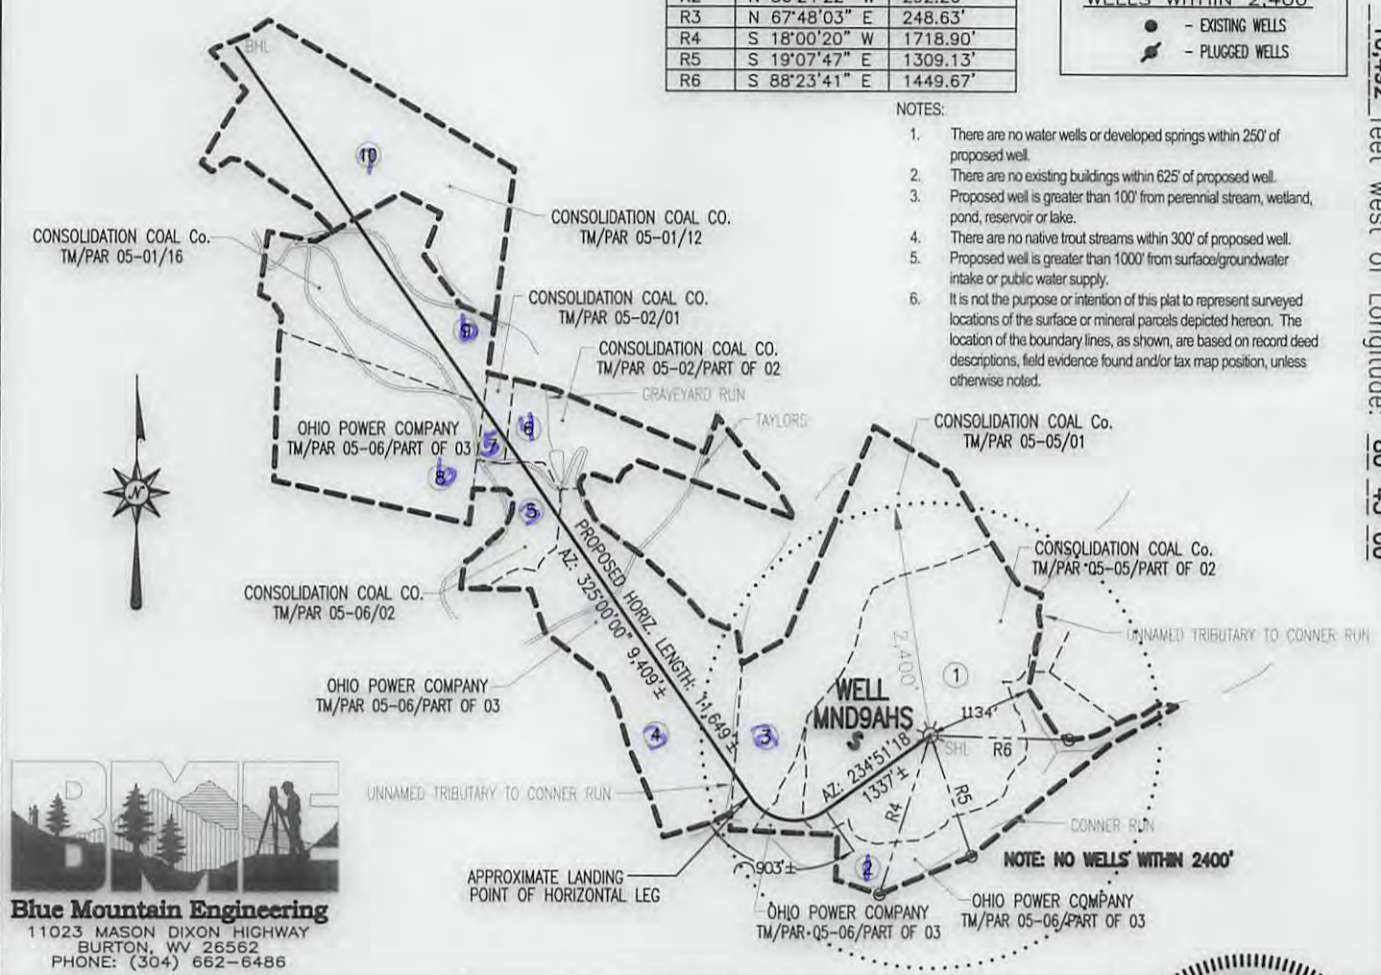 R3 N 67°48'03" E 248.63'
R4 S 18°00'20" W 1718.90'
R5 S 19°07'47" E 1309.13'
R6 S 88°23'41" E 1449.67'
WELLS WITHIN 2,400'
- EXISTING WELLS
- PLUGGED WELLS
feet west of Longitude:
NOTES:
1. There are no water wells or developed springs within 250' of
proposed well.
2. There are no existing buildings within 625' of proposed well.
3. Proposed well is greater than 100' from perennial stream, wetland,
pond, reservoir or lake.
4. There are no native trout streams within 300' of proposed well.
5. Proposed well is greater than 1000' from surface/groundwater
intake or public water supply.
6. It is not the purpose or intention of this plat to represent surveyed
locations of the surface or mineral parcels depicted hereon. The
location of the boundary lines, as shown, are based on record deed
descriptions, field evidence found and/or tax map position, unless
otherwise noted.
BHL
10
CONSOLIDATION COAL CO.
TM/PAR 05-01/12
CONSOLIDATION COAL Co.
TM/PAR 05-01/16
CONSOLIDATION COAL CO.
TM/PAR 05-02/01
9
CONSOLIDATION COAL CO.
TM/PAR 05-02/PART OF 02
GRAVEYARD RUN
TAYLORS
6
7
OHIO POWER COMPANY
TM/PAR 05-06/PART OF 03
8
CONSOLIDATION COAL Co.
TM/PAR 05-05/01
N
5
CONSOLIDATION COAL Co.
TM/PAR 05-05/PART OF 02
CONSOLIDATION COAL CO.
TM/PAR 05-06/02
PROPOSED HORIZ. LENGTH: 11,649'±
AZ: 325°00'00" 9,409'±
2,400'
UNNAMED TRIBUTARY TO CONNER RUN
OHIO POWER COMPANY
TM/PAR 05-06/PART OF 03
1
WELL
MND9AHS
S
1134'
4
3
SHL
R6
AZ: 234°51'18"
1337'±
R4
R5
UNNAMED TRIBUTARY TO CONNER RUN
CONNER RUN
NOTE: NO WELLS WITHIN 2400'
903'±
2
APPROXIMATE LANDING
POINT OF HORIZONTAL LEG
OHIO POWER COMPANY
TM/PAR 05-06/PART OF 03
OHIO POWER COMPANY
TM/PAR 05-06/PART OF 03
BME
Blue Mountain Engineering
11023 MASON DIXON HIGHWAY
BURTON, WV 26562
PHONE: (304) 662-6486